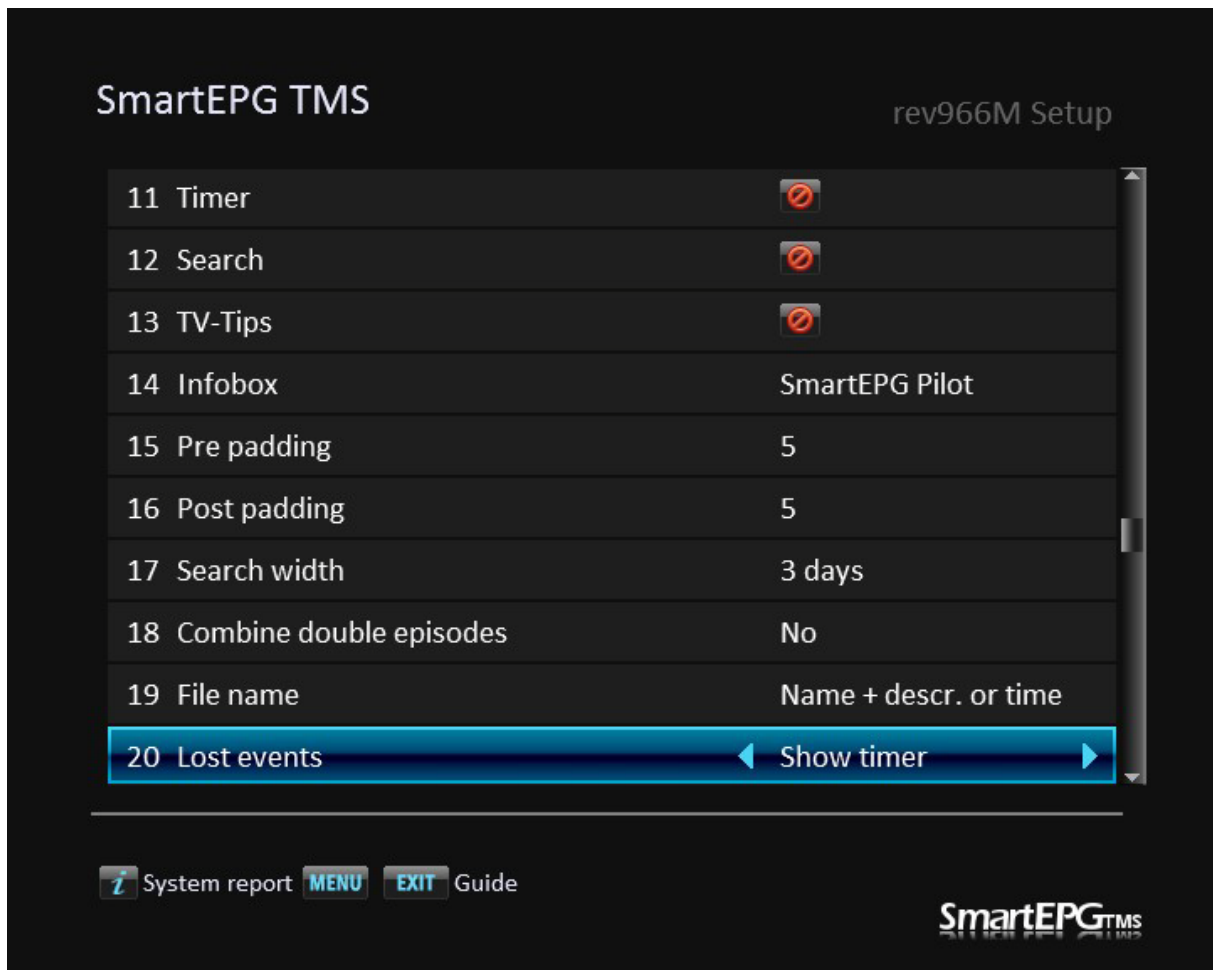 SmartEPG TMS
rev966M Setup
11 Timer
12 Search
13 TV-Tips
14 Infobox SmartEPG Pilot
15 Pre padding 5
16 Post padding 5
17 Search width 3 days
18 Combine double episodes No
19 File name Name + descr. or time
20 Lost events Show timer
i System report MENU EXIT Guide
SmartEPGTMS